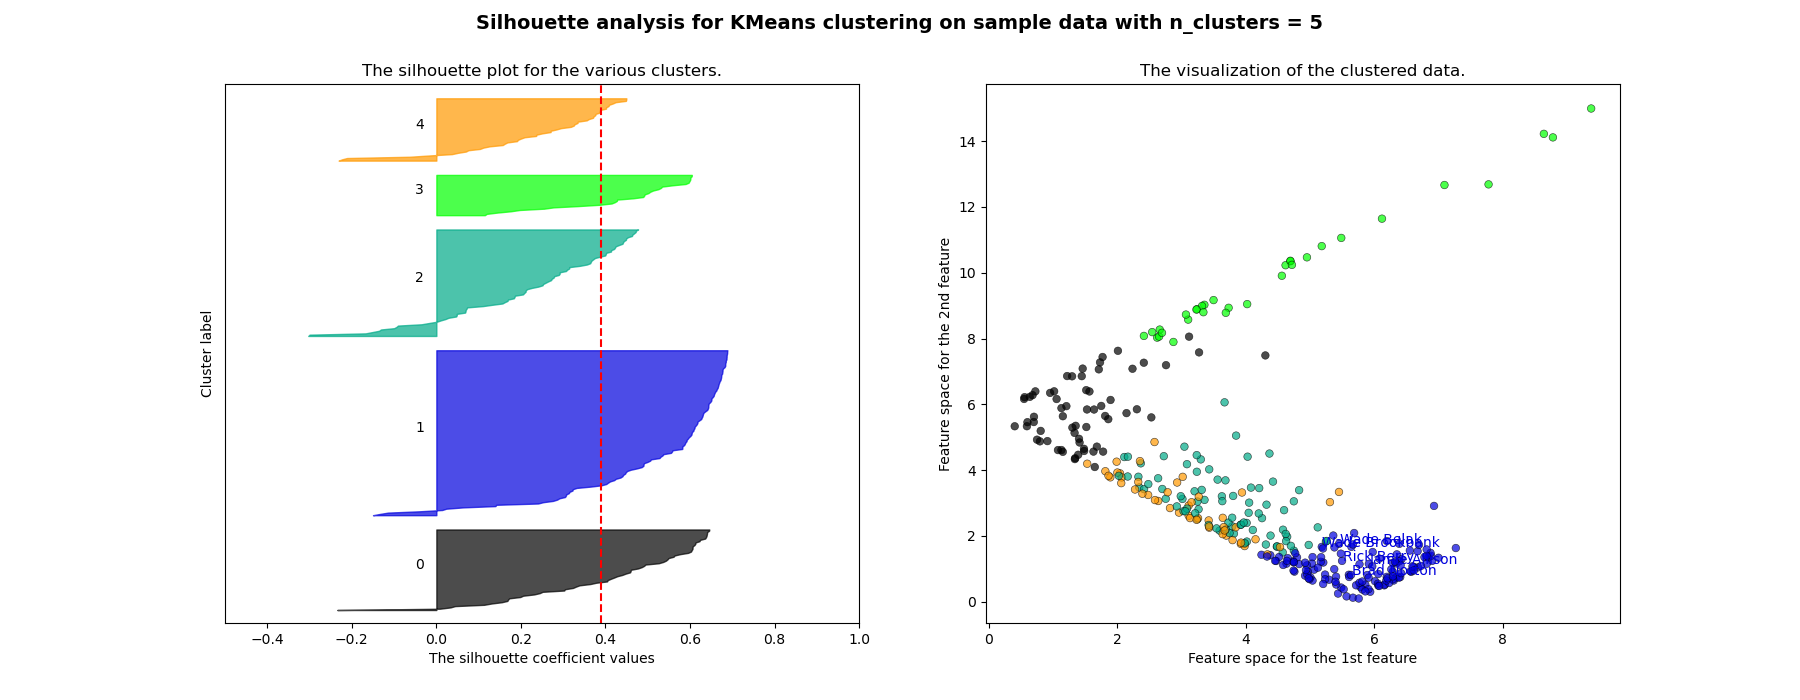 Silhouette analysis for KMeans clustering on sample data with n_clusters = 5
The silhouette plot for the various clusters.
4
3
2
1
0
Cluster label
−0.4 −0.2 0.0 0.2 0.4 0.6 0.8 1.0
The silhouette coefficient values
The visualization of the clustered data.
14
12
10
8
6
4
2
0
Feature space for the 2nd feature
Wade Belak
Wade Brookbank
0 2 4 6 8
Feature space for the 1st feature